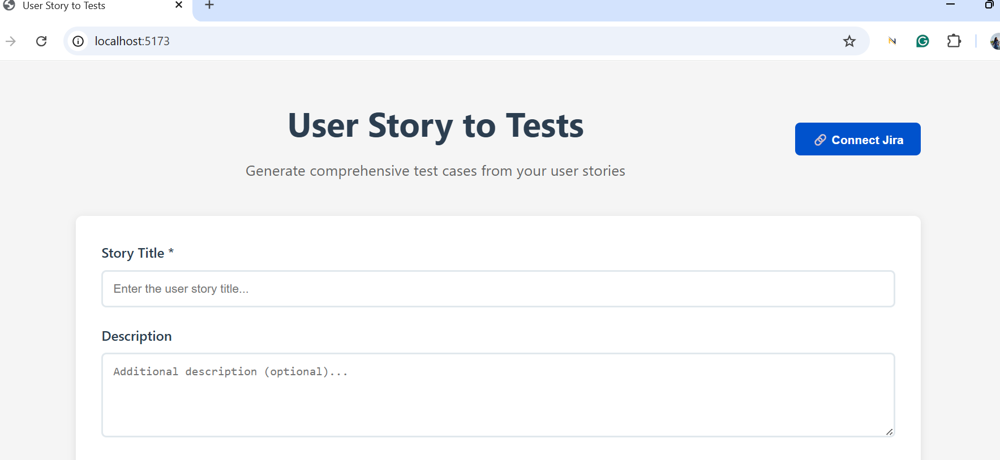 User Story to Tests
localhost:5173
User Story to Tests
Connect Jira
Generate comprehensive test cases from your user stories
Story Title *
Enter the user story title...
Description
Additional description (optional)...